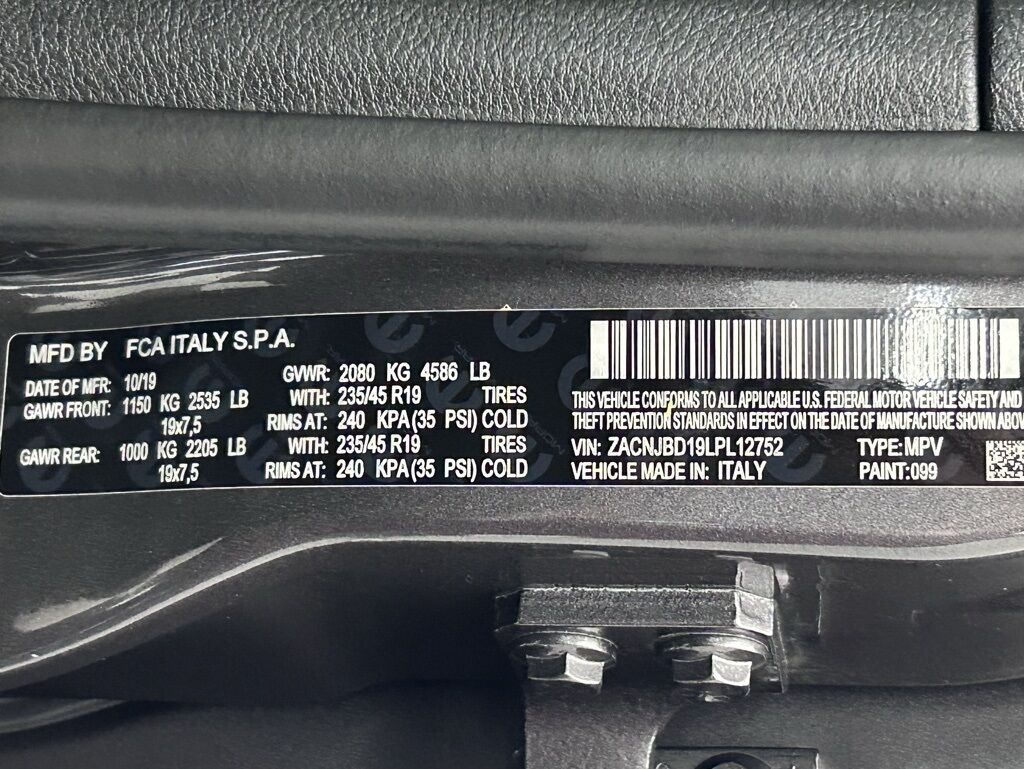 MFD BY FCA ITALY S.P.A.
DATE OF MFR: 10/19 GVWR: 2080 KG 4586 LB
GAWR FRONT: 1150 KG 2535 LB WITH: 235/45 R19 TIRES
19x7,5 RIMS AT: 240 KPA (35 PSI) COLD
GAWR REAR: 1000 KG 2205 LB WITH: 235/45 R19 TIRES
19x7,5 RIMS AT: 240 KPA (35 PSI) COLD
THIS VEHICLE CONFORMS TO ALL APPLICABLE U.S. FEDERAL MOTOR VEHICLE SAFETY AND
THEFT PREVENTION STANDARDS IN EFFECT ON THE DATE OF MANUFACTURE SHOWN
VIN: ZACNJBD19LPL12752 TYPE: MPV
VEHICLE MADE IN: ITALY PAINT: 099